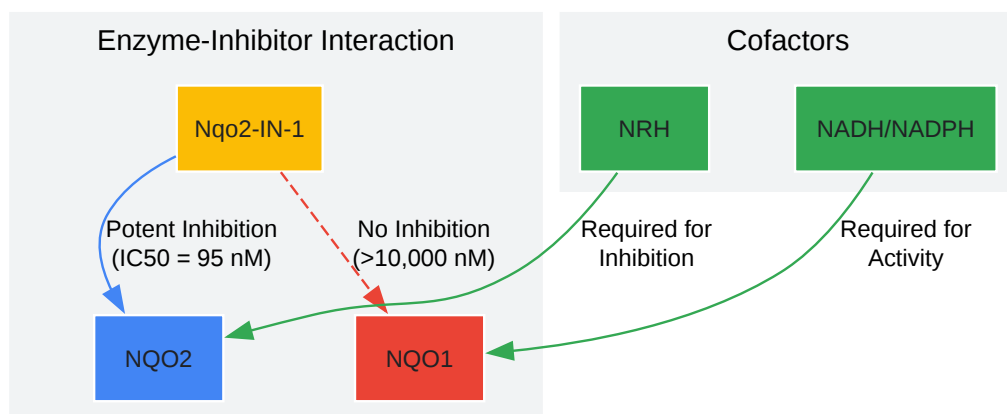 Enzyme-Inhibitor Interaction
Cofactors
Nqo2-IN-1
NRH
NADH/NADPH
Potent Inhibition
(IC50 = 95 nM)
No Inhibition
(>10,000 nM)
Required for
Inhibition
Required for
Activity
NQO2
NQO1